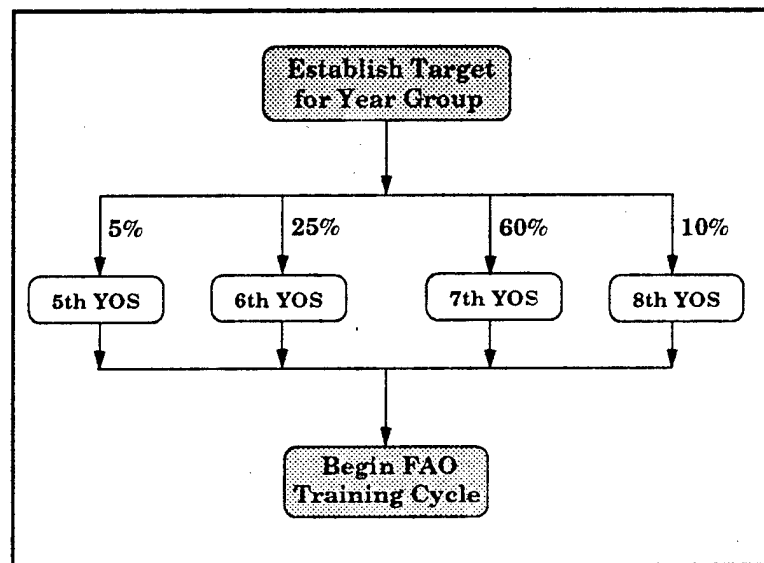 Establish Target
for Year Group
5%
25%
60%
10%
5th YOS
6th YOS
7th YOS
8th YOS
Begin FAO
Training Cycle